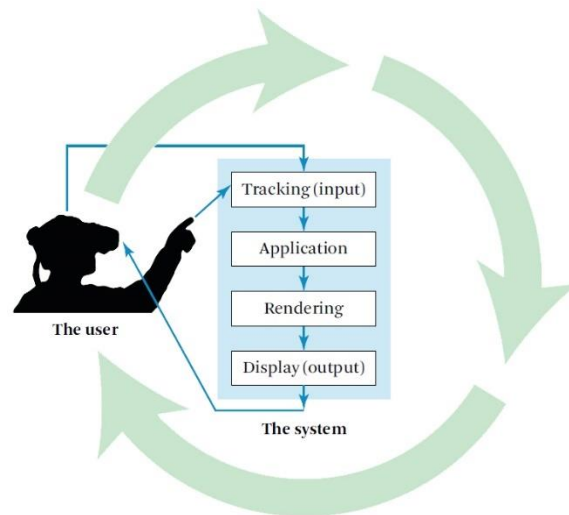 Tracking (input)
Application
Rendering
Display (output)
The user
The system